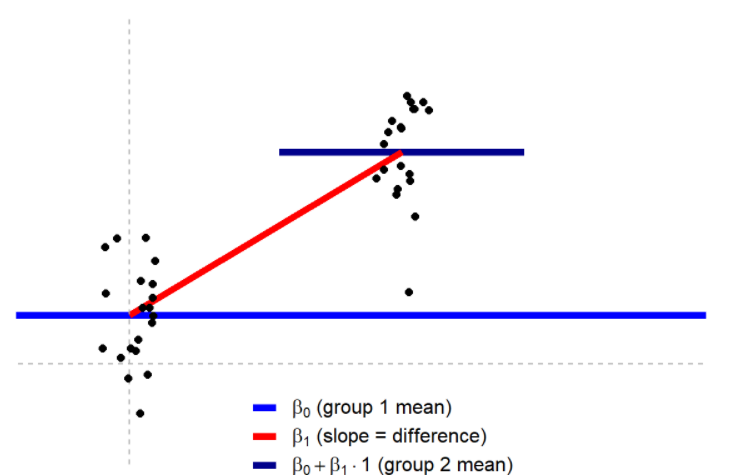 β₀ (group 1 mean)
β₁ (slope = difference)
β₀ + β₁ · 1 (group 2 mean)